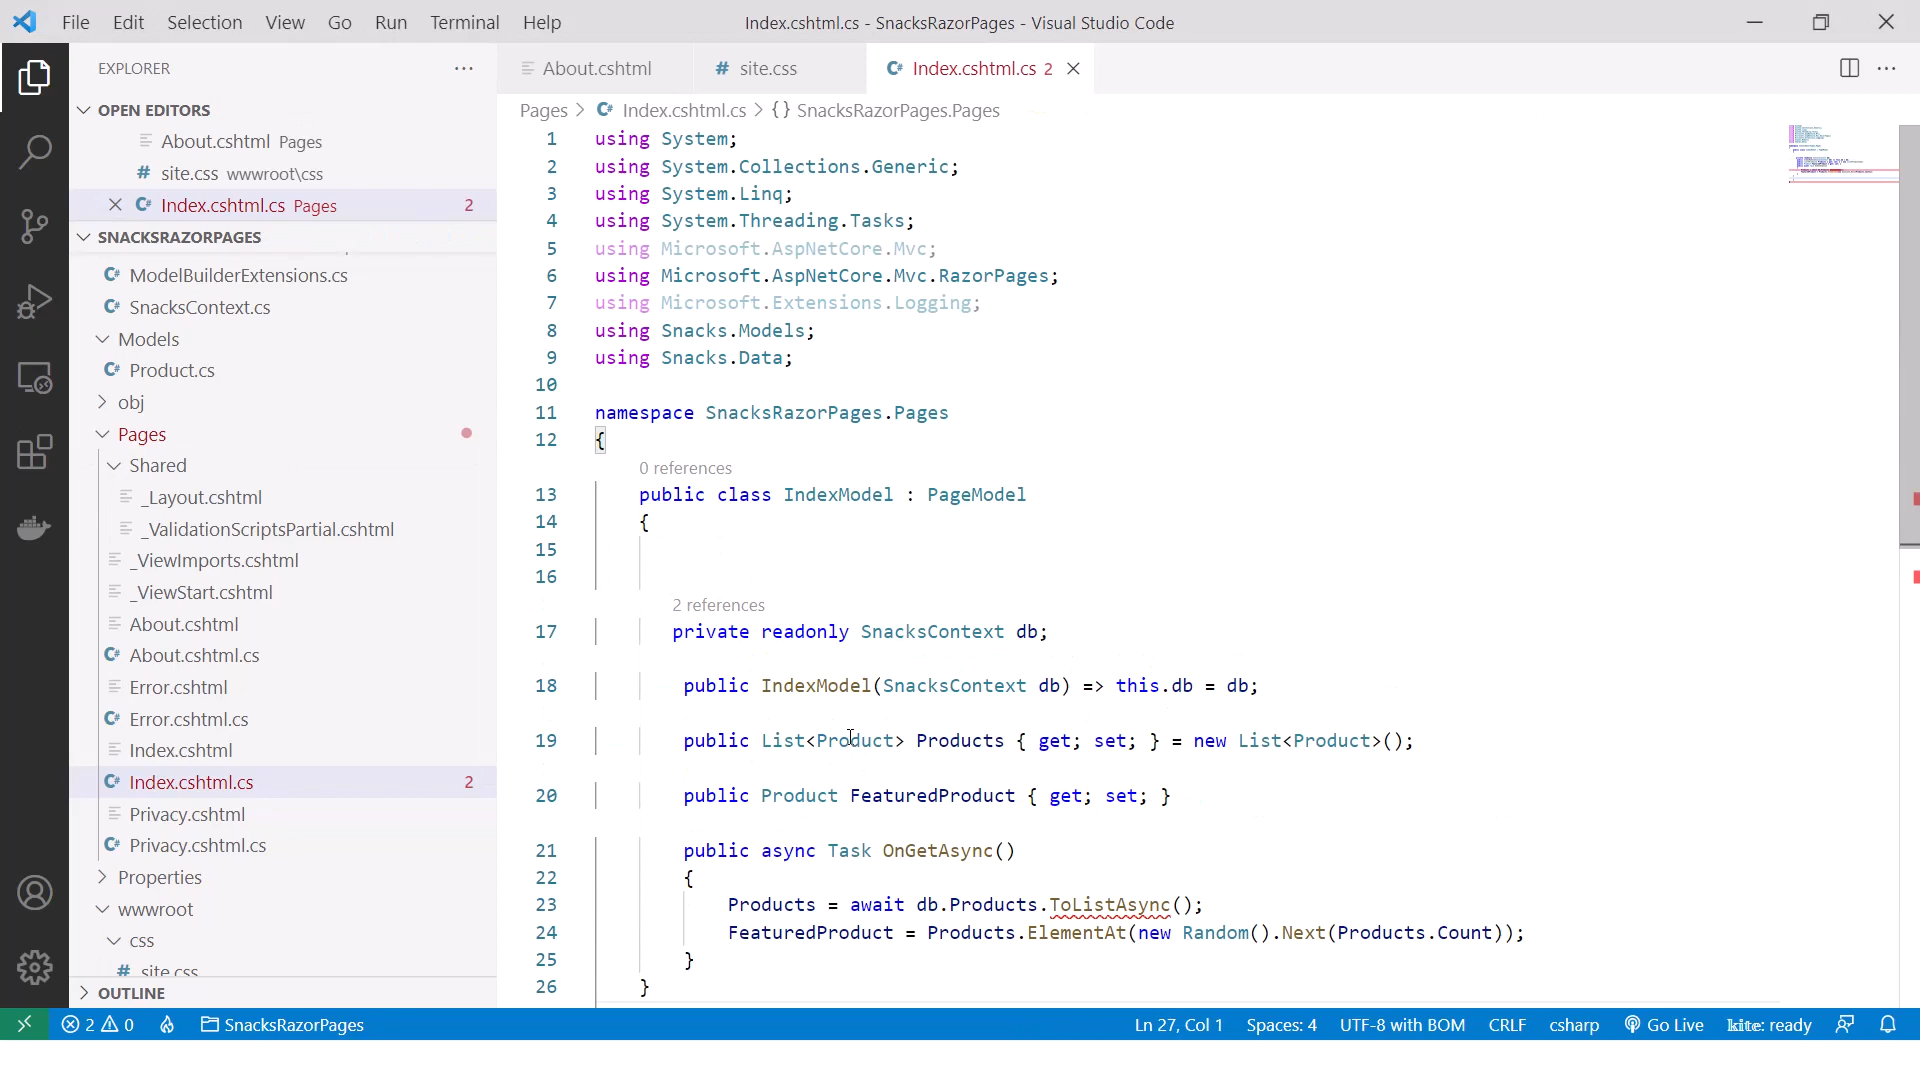 File Edit Selection View Go Run Terminal Help
Index.cshtml.cs - SnacksRazorPages - Visual Studio Code
EXPLORER
OPEN EDITORS
About.cshtml Pages
site.css wwwroot\css
Index.cshtml.cs Pages 2
SNACKSRAZORPAGES
ModelBuilderExtensions.cs
SnacksContext.cs
Models
Product.cs
obj
Pages
Shared
_Layout.cshtml
_ValidationScriptsPartial.cshtml
_ViewImports.cshtml
_ViewStart.cshtml
About.cshtml
About.cshtml.cs
Error.cshtml
Error.cshtml.cs
Index.cshtml
Index.cshtml.cs 2
Privacy.cshtml
Privacy.cshtml.cs
Properties
wwwroot
css
site.css
OUTLINE
About.cshtml # site.css Index.cshtml.cs 2
Pages > Index.cshtml.cs > {} SnacksRazorPages.Pages
1 using System;
2 using System.Collections.Generic;
3 using System.Linq;
4 using System.Threading.Tasks;
5 using Microsoft.AspNetCore.Mvc;
6 using Microsoft.AspNetCore.Mvc.RazorPages;
7 using Microsoft.Extensions.Logging;
8 using Snacks.Models;
9 using Snacks.Data;
10
11 namespace SnacksRazorPages.Pages
12 {
0 references
13 public class IndexModel : PageModel
14 {
15
16
2 references
17 private readonly SnacksContext db;
18 public IndexModel(SnacksContext db) => this.db = db;
19 public List<Product> Products { get; set; } = new List<Product>();
20 public Product FeaturedProduct { get; set; }
21 public async Task OnGetAsync()
22 {
23 Products = await db.Products.ToListAsync();
24 FeaturedProduct = Products.ElementAt(new Random().Next(Products.Count));
25 }
26 }
2 0 SnacksRazorPages
Ln 27, Col 1 Spaces: 4 UTF-8 with BOM CRLF csharp Go Live kite: ready